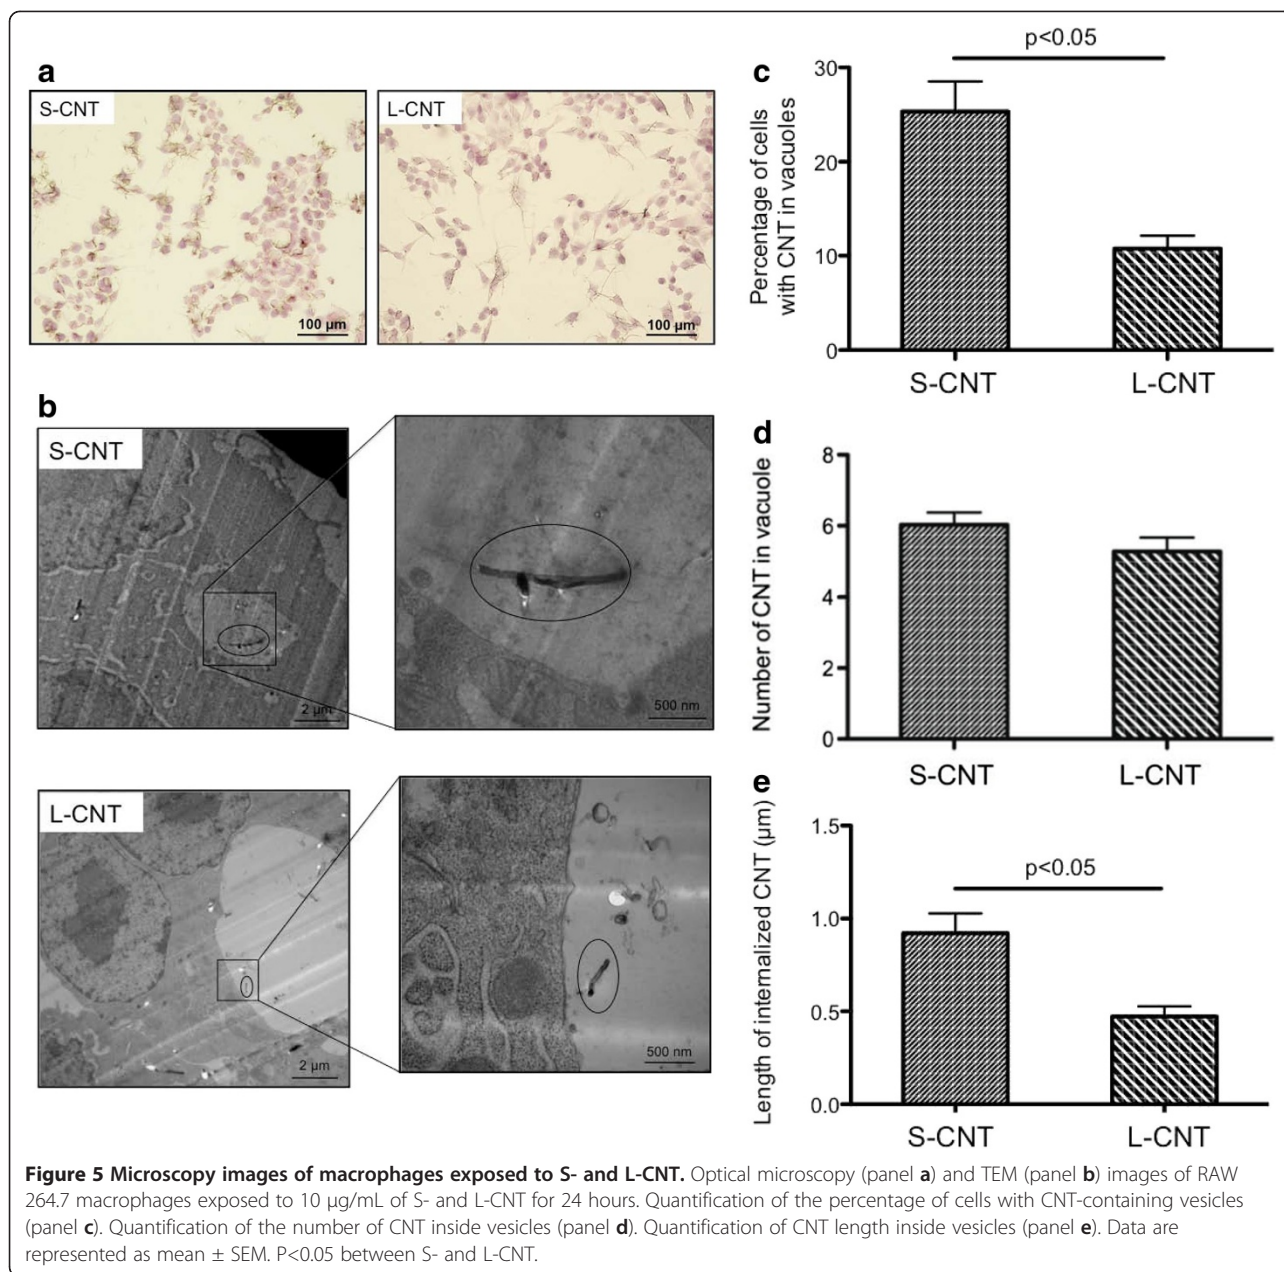 a
S-CNT
L-CNT
100 µm
100 µm
b
S-CNT
2 µm
500 nm
L-CNT
2 µm
500 nm
c
p<0.05
Percentage of cells
with CNT in vacuoles
30
20
10
0
S-CNT
L-CNT
d
Number of CNT in vacuole
8
6
4
2
0
S-CNT
L-CNT
e
Length of internalized CNT (µm)
1.5
1.0
0.5
0.0
p<0.05
S-CNT
L-CNT
Figure 5 Microscopy images of macrophages exposed to S- and L-CNT. Optical microscopy (panel a) and TEM (panel b) images of RAW
264.7 macrophages exposed to 10 µg/mL of S- and L-CNT for 24 hours. Quantification of the percentage of cells with CNT-containing vesicles
(panel c). Quantification of the number of CNT inside vesicles (panel d). Quantification of CNT length inside vesicles (panel e). Data are
represented as mean ± SEM. P<0.05 between S- and L-CNT.